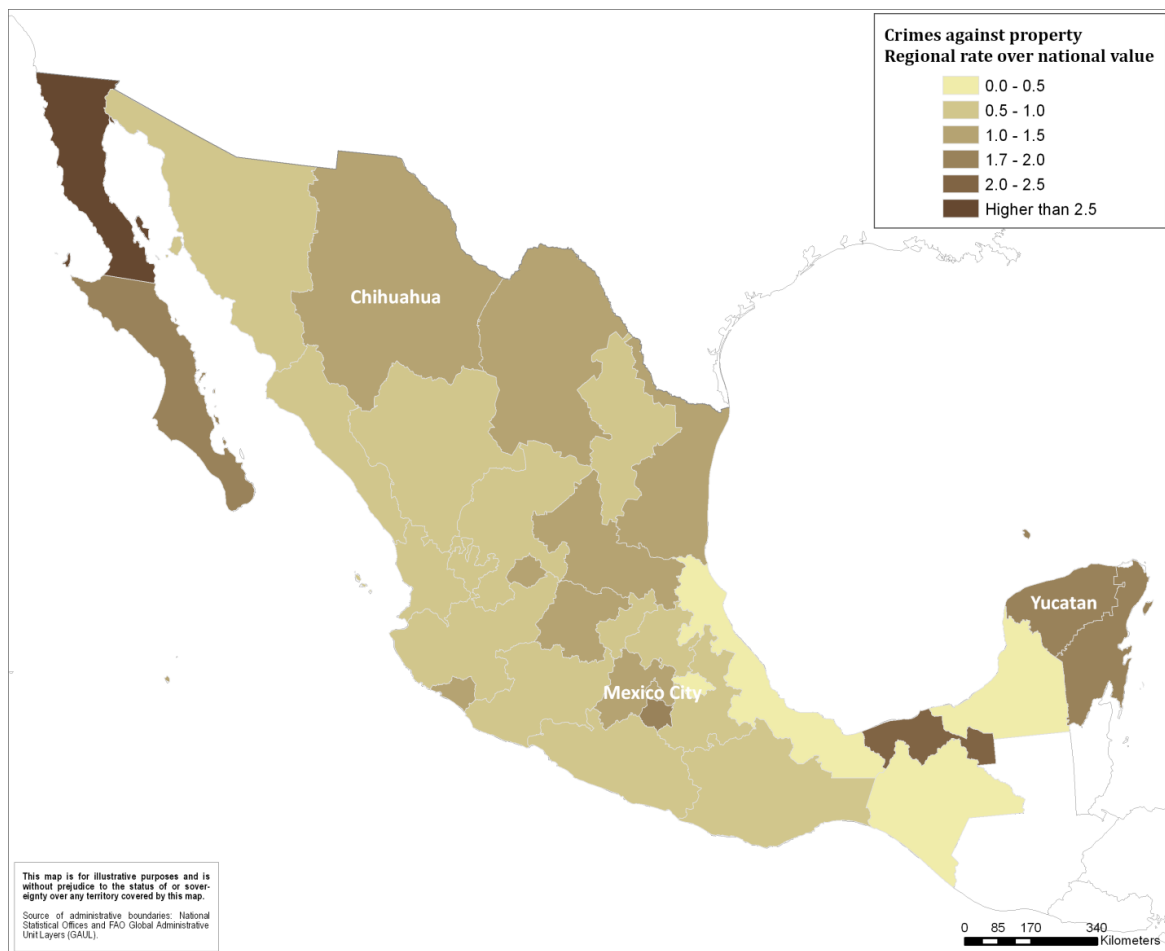 Crimes against property
Regional rate over national value
0.0 - 0.5
0.5 - 1.0
1.0 - 1.5
1.7 - 2.0
2.0 - 2.5
Higher than 2.5
Chihuahua
Yucatan
Mexico City
This map is for illustrative purposes and is
without prejudice to the status of or sover-
eignty over any territory covered by this map.
Source of administrative boundaries: National
Statistical Offices and FAO Global Administrative
Unit Layers (GAUL).
0 85 170 340
Kilometers